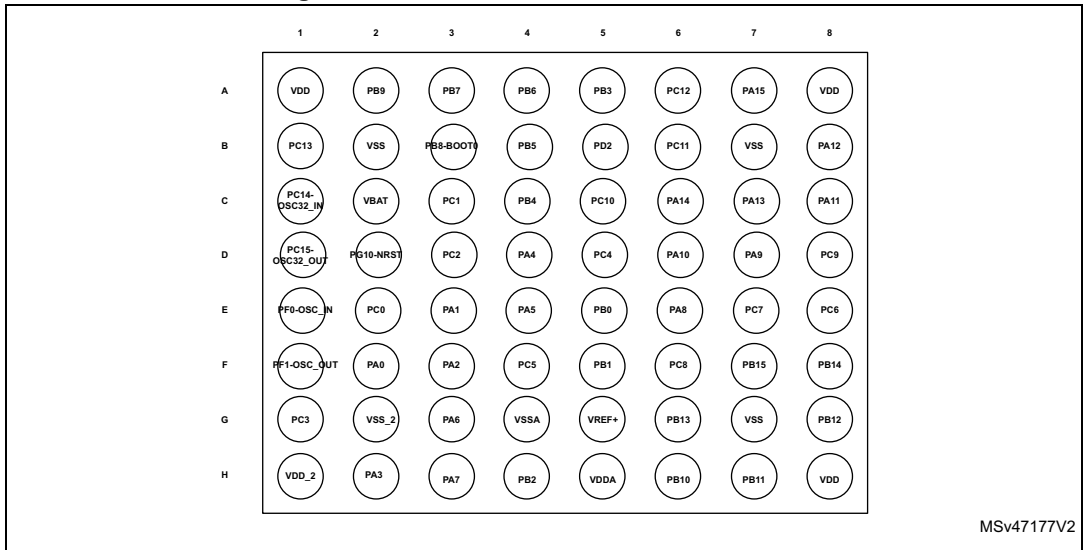 1 2 3 4 5 6 7 8
A VDD PB9 PB7 PB6 PB3 PC12 PA15 VDD
B PC13 VSS PB8-BOOT0 PB5 PD2 PC11 VSS PA12
C PC14-OSC32_IN VBAT PC1 PB4 PC10 PA14 PA13 PA11
D PC15-OSC32_OUT PG10-NRST PC2 PA4 PC4 PA10 PA9 PC9
E PF0-OSC_IN PC0 PA1 PA5 PB0 PA8 PC7 PC6
F PF1-OSC_OUT PA0 PA2 PC5 PB1 PC8 PB15 PB14
G PC3 VSS_2 PA6 VSSA VREF+ PB13 VSS PB12
H VDD_2 PA3 PA7 PB2 VDDA PB10 PB11 VDD
MSv47177V2